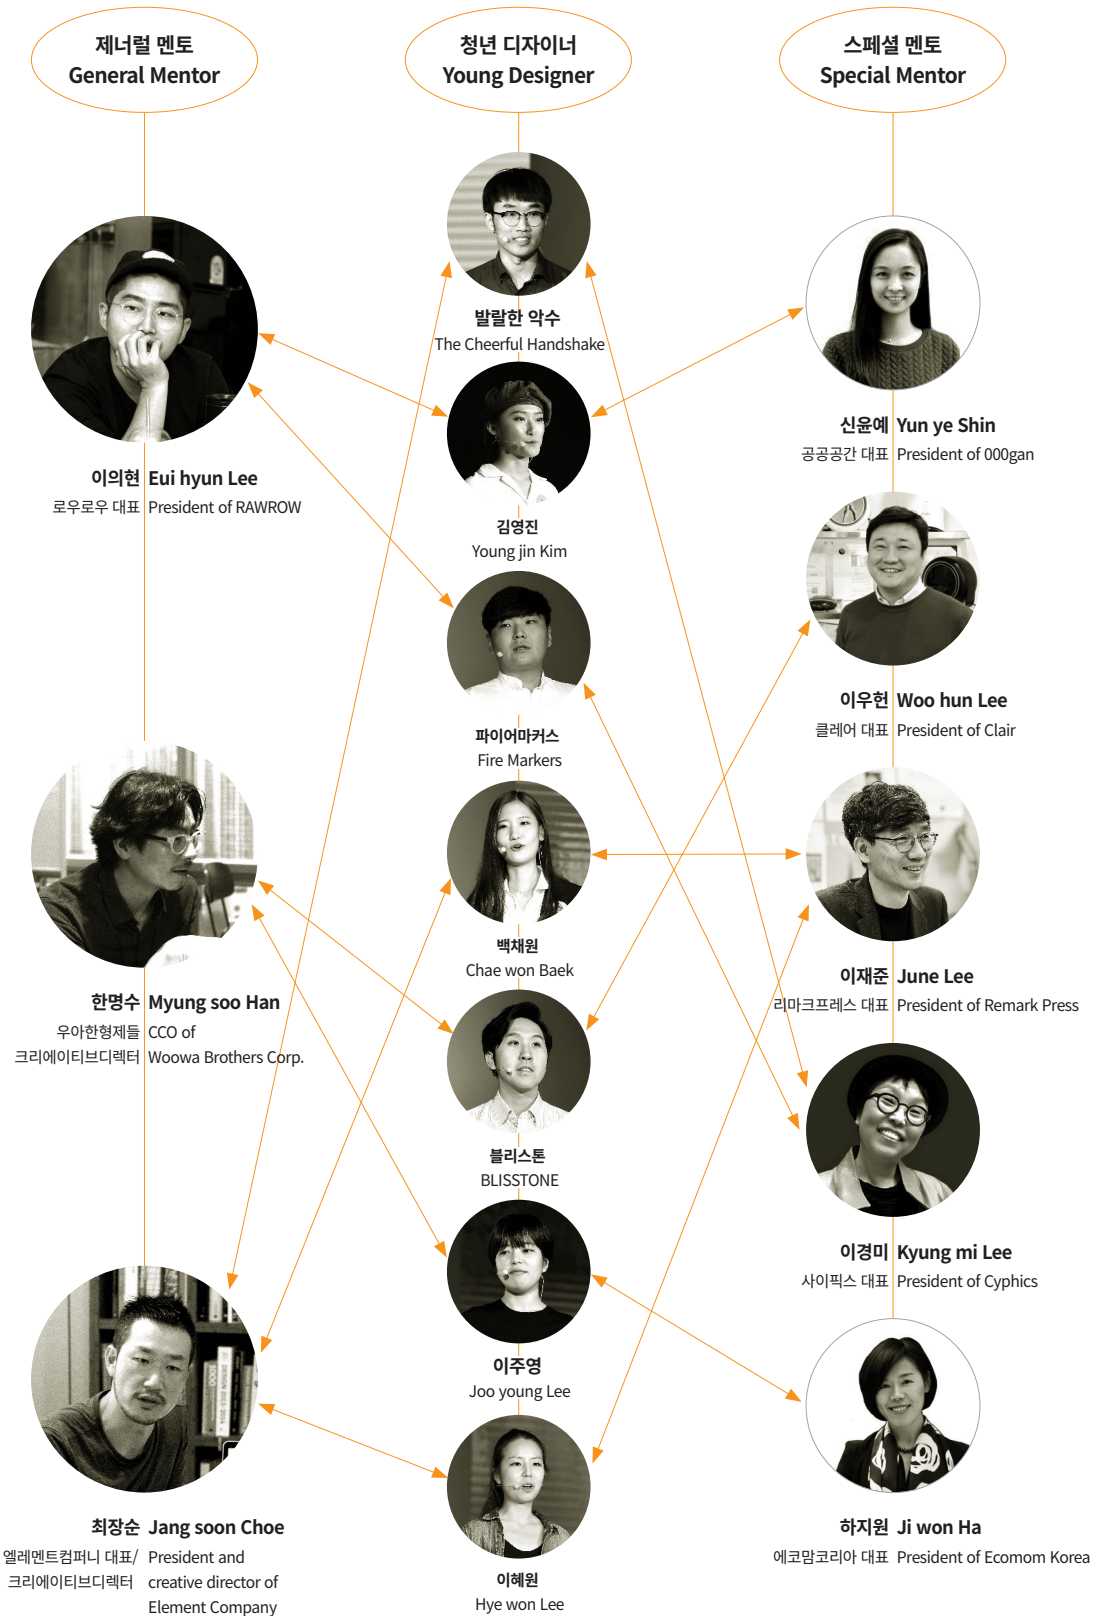 제너럴 멘토
General Mentor
청년 디자이너
Young Designer
스페셜 멘토
Special Mentor
발랄한 악수
The Cheerful Handshake
신윤예 Yun ye Shin
공공공간 대표 President of 000gan
이의현 Eui hyun Lee
로우로우 대표 President of RAWROW
김영진
Young jin Kim
이우헌 Woo hun Lee
클레어 대표 President of Clair
파이어마커스
Fire Markers
백채원
Chae won Baek
이재준 June Lee
리마크프레스 대표 President of Remark Press
한명수 Myung soo Han
우아한형제들 CCO of
크리에이티브디렉터 Woowa Brothers Corp.
블리스톤
BLISSTONE
이경미 Kyung mi Lee
사이픽스 대표 President of Cyphics
이주영
Joo young Lee
최장순 Jang soon Choe
엘레멘트컴퍼니 대표/ President and
크리에이티브디렉터 creative director of
Element Company
하지원 Ji won Ha
에코맘코리아 대표 President of Ecomom Korea
이혜원
Hye won Lee